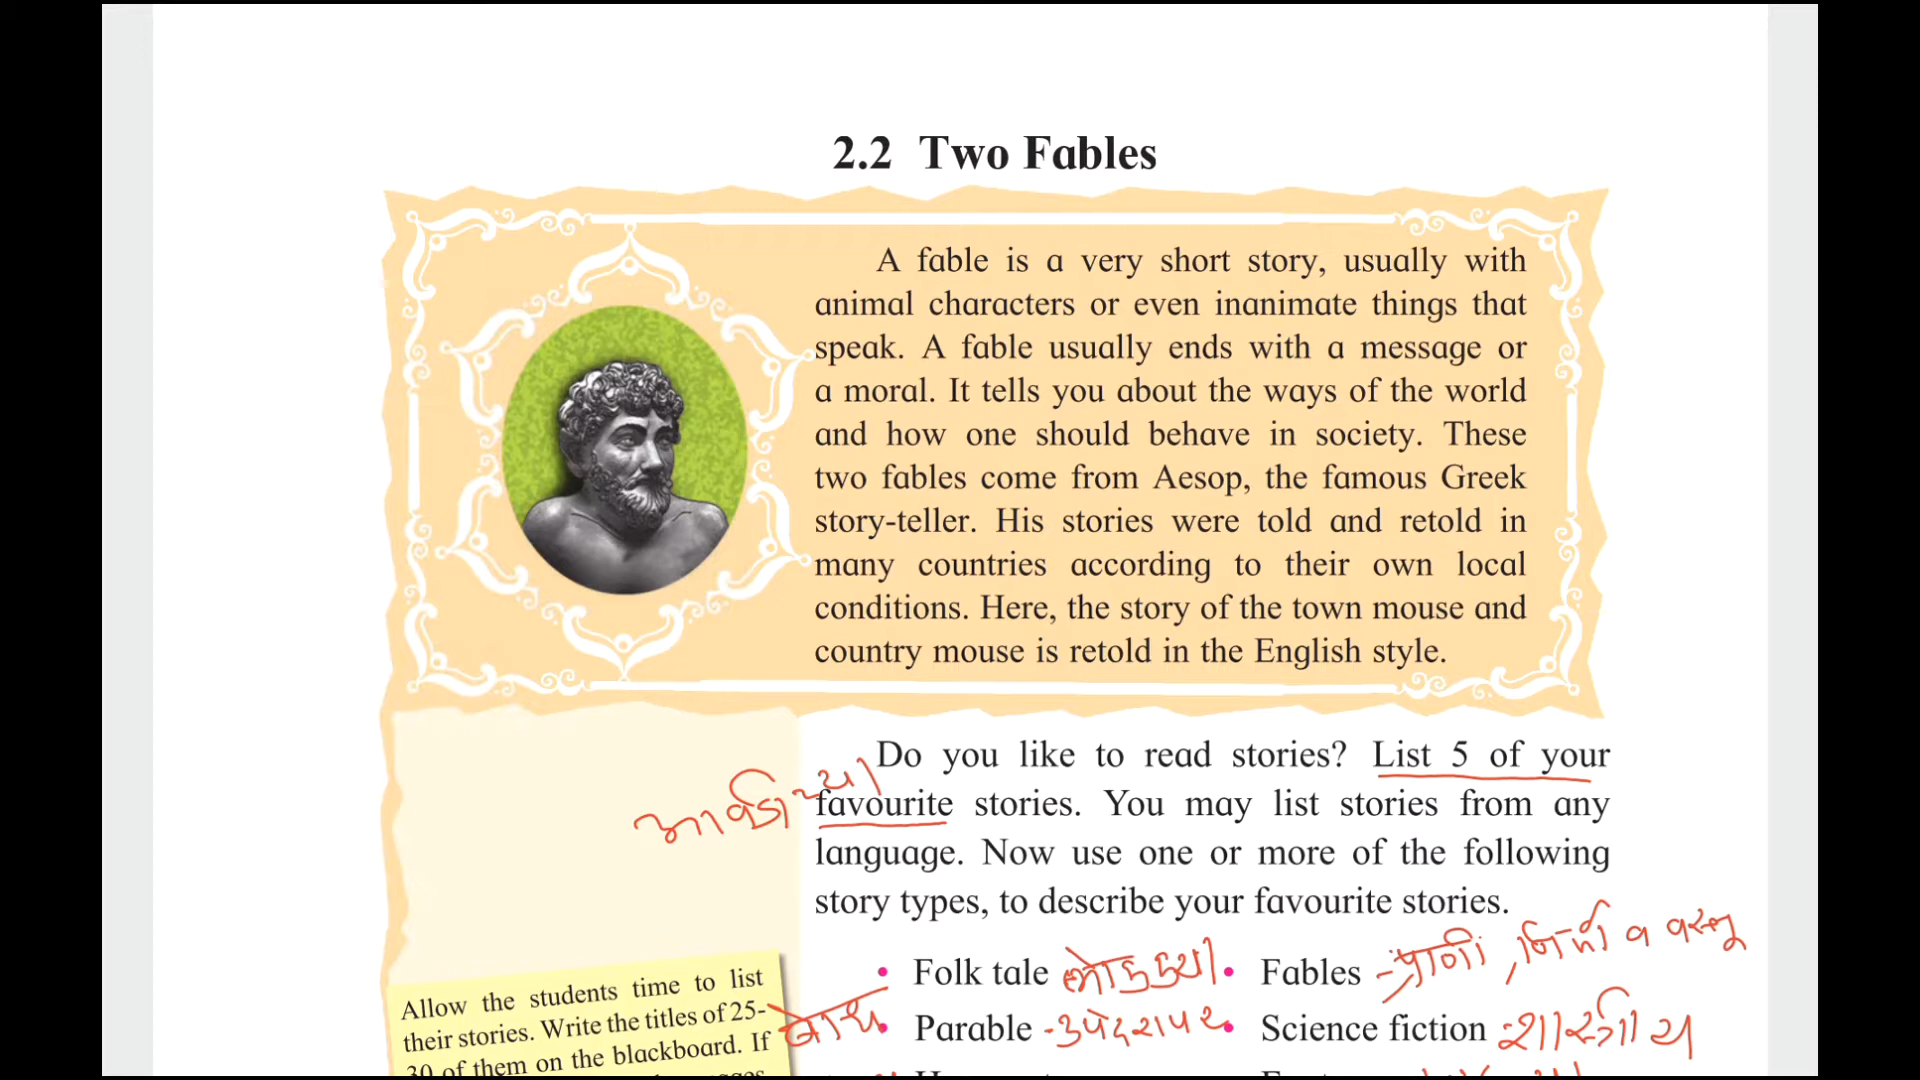 2.2 Two Fables
A fable is a very short story, usually with
animal characters or even inanimate things that
speak. A fable usually ends with a message or
a moral. It tells you about the ways of the world
and how one should behave in society. These
two fables come from Aesop, the famous Greek
story-teller. His stories were told and retold in
many countries according to their own local
conditions. Here, the story of the town mouse and
country mouse is retold in the English style.
Do you like to read stories? List 5 of your
आवडीच्या
favourite stories. You may list stories from any
language. Now use one or more of the following
story types, to describe your favourite stories.
• Folk tale लोककथा • Fables - प्राणी, व वस्तू
बोध • Parable - उपदेशपर • Science fiction - शास्त्रीय
Allow the students time to list
their stories. Write the titles of 25-
30 of them on the blackboard. If